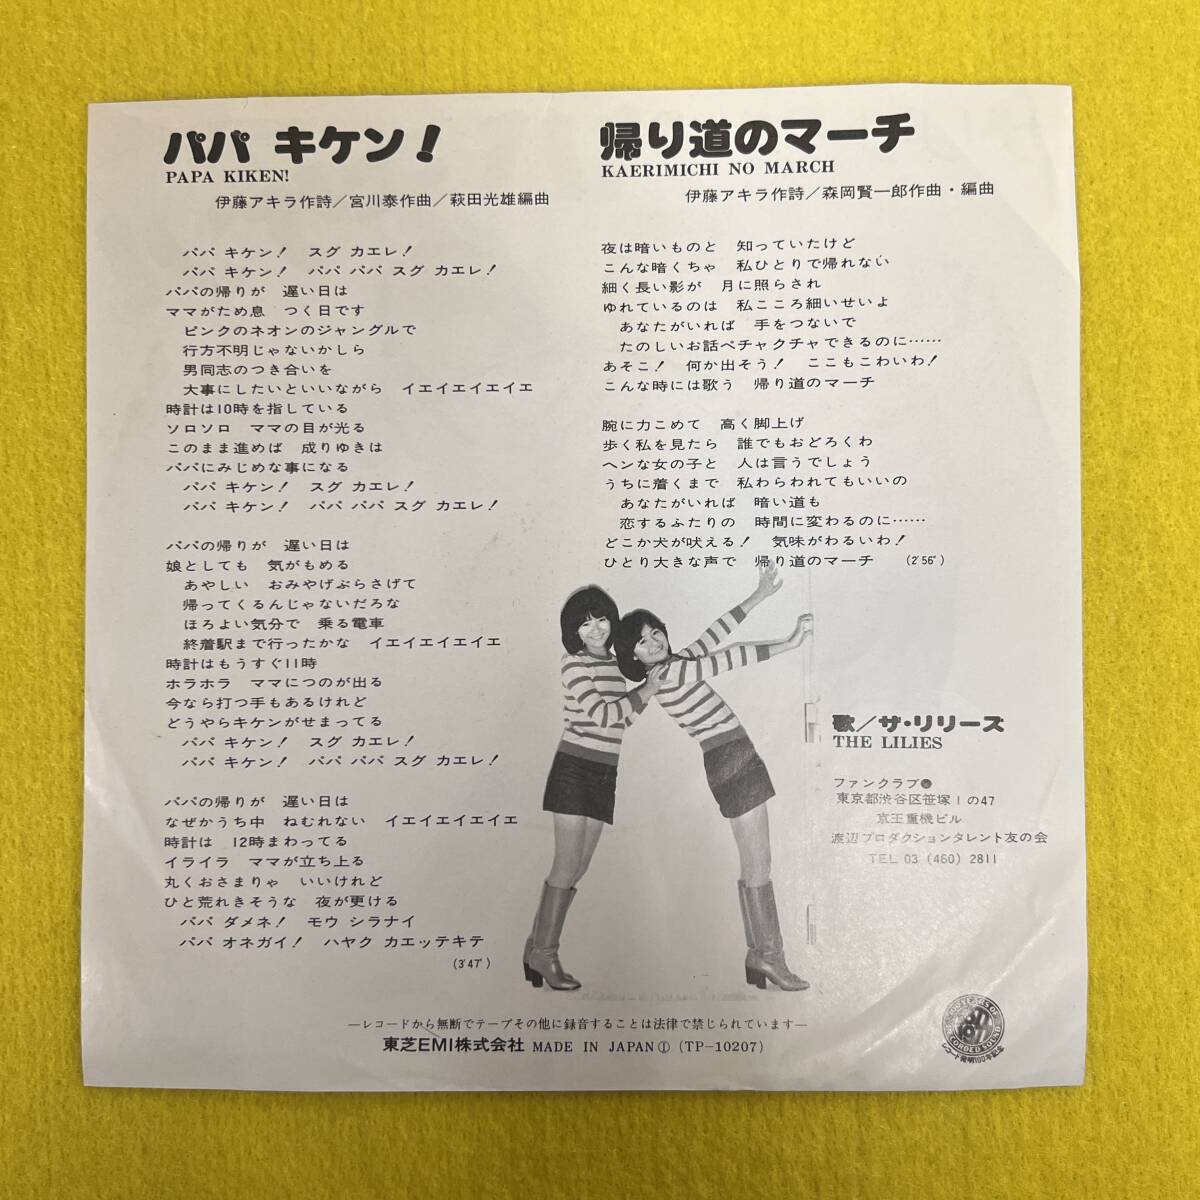 パパ キケン!
PAPA KIKEN!
伊藤アキラ作詩/宮川泰作曲/萩田光雄編曲
パパ キケン! スグ カエレ!
パパ キケン! パパ パパ スグ カエレ!
パパの帰りが 遅い日は
ママがため息 つく日です
ピンクのネオンのジャングルで
行方不明じゃないかしら
男同志のつき合いを
大事にしたいといいながら イエイエイエイエ
時計は10時を指している
ソロソロ ママの目が光る
このまま進めば 成りゆきは
パパにみじめな事になる
パパ キケン! スグ カエレ!
パパ キケン! パパ パパ スグ カエレ!
パパの帰りが 遅い日は
娘としても 気がもめる
あやしい おみやげぶらさげて
帰ってくるんじゃないだろな
ほろよい気分で 乗る電車
終着駅まで行ったかな イエイエイエイエ
時計はもうすぐ11時
ホラホラ ママにつのが出る
今なら打つ手もあるけれど
どうやらキケンがせまってる
パパ キケン! スグ カエレ!
パパ キケン! パパ パパ スグ カエレ!
パパの帰りが 遅い日は
なぜかうち中 ねむれない イエイエイエイエ
時計は 12時まわってる
イライラ ママが立ち上る
丸くおさまりゃ いいけれど
ひと荒れきそうな 夜が更ける
パパ ダメネ! モウ シラナイ
パパ オネガイ! ハヤク カエッテキテ
(3'47")
帰り道のマーチ
KAERIMICHI NO MARCH
伊藤アキラ作詩/森岡賢一郎作曲・編曲
夜は暗いものと 知っていたけど
こんな暗くちゃ 私ひとりで帰れない
細く長い影が 月に照らされ
ゆれているのは 私こころ細いせいよ
あなたがいれば 手をつないで
たのしいお話ペチャクチャできるのに……
あそこ! 何か出そう! ここもこわいわ!
こんな時には歌う 帰り道のマーチ
腕に力こめて 高く脚上げ
歩く私を見たら 誰でもおどろくわ
ヘンな女の子と 人は言うでしょう
うちに着くまで 私わらわれてもいいの
あなたがいれば 暗い道も
恋するふたりの 時間に変わるのに……
どこか犬が吠える! 気味がわるいわ!
ひとり大きな声で 帰り道のマーチ (2'56")
歌/ザ・リリーズ
THE LILIES
ファンクラブ
東京都渋谷区笹塚1の47
京王重機ビル
渡辺プロダクションタレント友の会
TEL 03 (460) 2811
—レコードから無断でテープその他に録音することは法律で禁じられています—
東芝EMI株式会社 MADE IN JAPAN① (TP-10207)
100 YEARS OF RECORDED SOUND
レコード発明100年記念